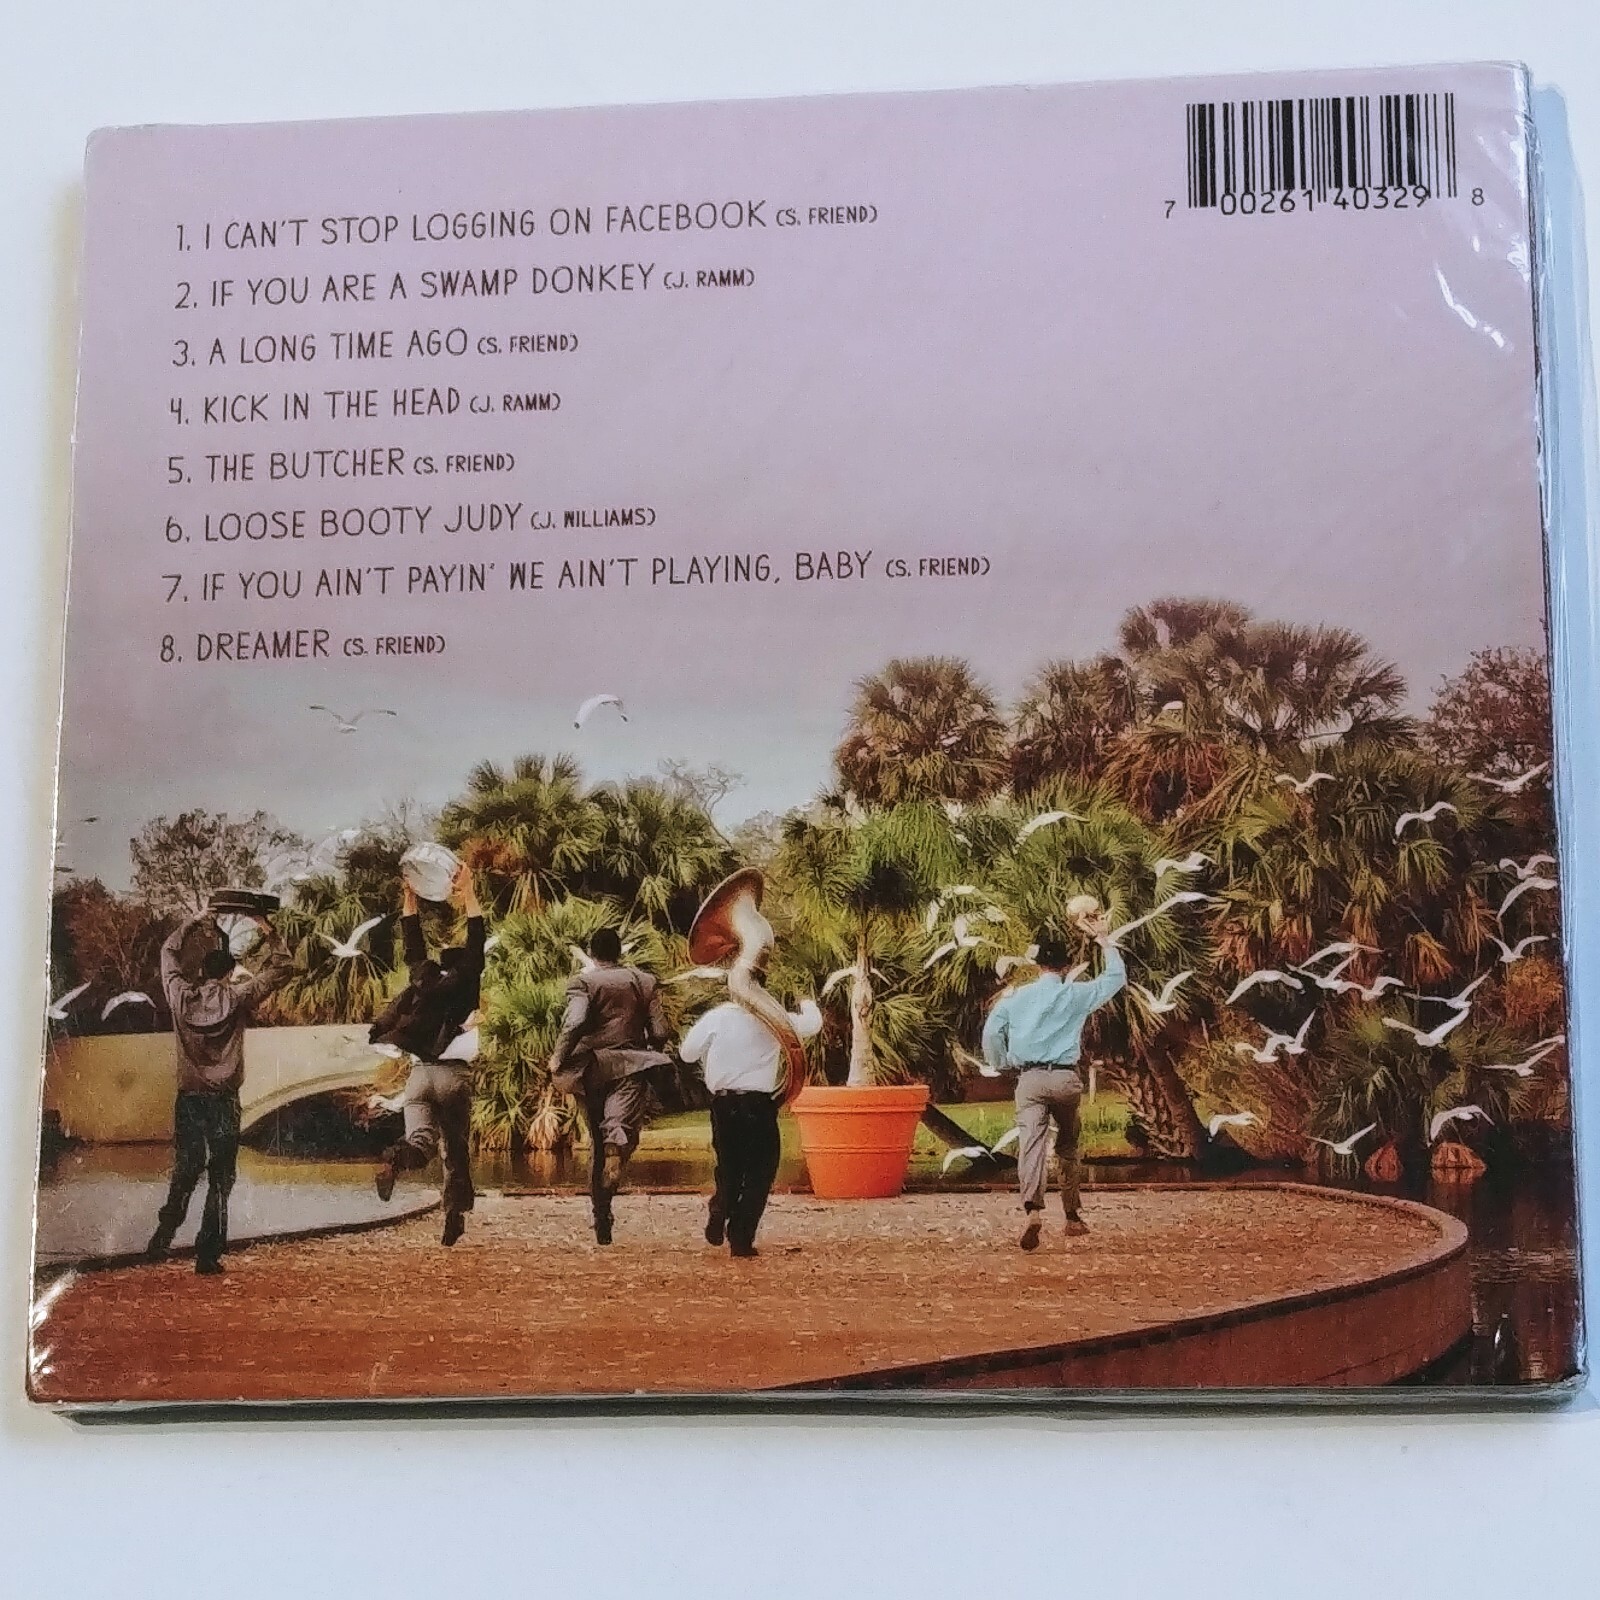 7 00261 40329 8
1. I CAN'T STOP LOGGING ON FACEBOOK (S. FRIEND)
2. IF YOU ARE A SWAMP DONKEY (J. RAMM)
3. A LONG TIME AGO (S. FRIEND)
4. KICK IN THE HEAD (J. RAMM)
5. THE BUTCHER (S. FRIEND)
6. LOOSE BOOTY JUDY (J. WILLIAMS)
7. IF YOU AIN'T PAYIN' WE AIN'T PLAYING, BABY (S. FRIEND)
8. DREAMER (S. FRIEND)